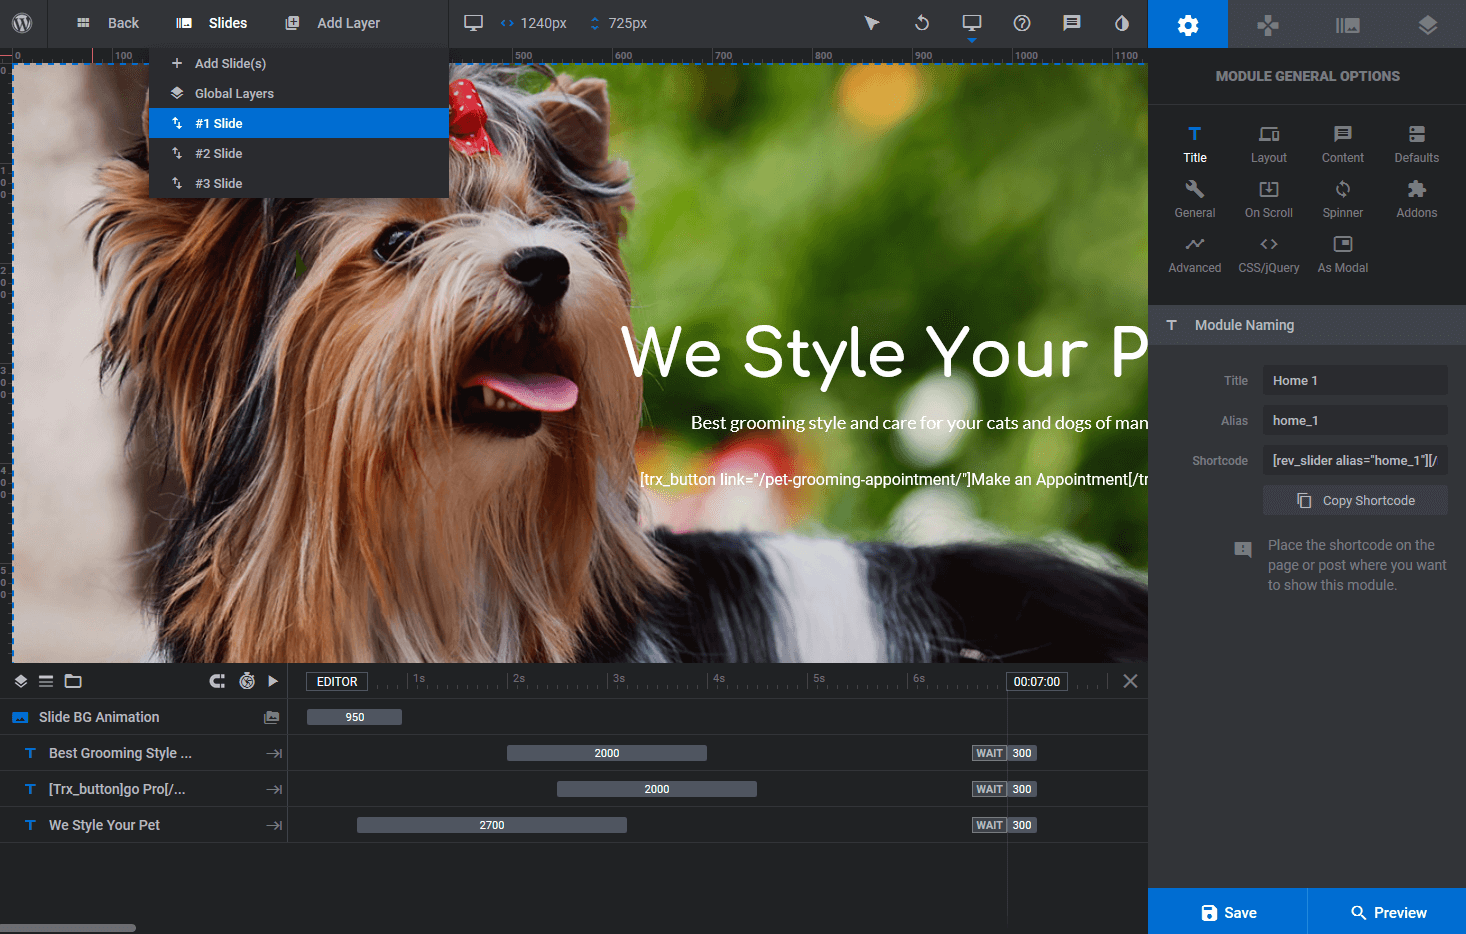 Back
Slides
Add Layer
1240px
725px
0
100
500
600
700
800
900
1000
1100
Add Slide(s)
Global Layers
#1 Slide
#2 Slide
#3 Slide
0
100
200
300
400
500
We Style Your P
Best grooming style and care for your cats and dogs of man
[trx_button link="/pet-grooming-appointment/"]Make an Appointment[/tr
MODULE GENERAL OPTIONS
Title
Layout
Content
Defaults
General
On Scroll
Spinner
Addons
Advanced
CSS/jQuery
As Modal
Module Naming
Title
Home 1
Alias
home_1
Shortcode
[rev_slider alias="home_1"][/
Copy Shortcode
Place the shortcode on the
page or post where you want
to show this module.
EDITOR
1s
2s
3s
4s
5s
6s
00:07:00
Slide BG Animation
950
Best Grooming Style ...
2000
WAIT 300
[Trx_button]go Pro[/...
2000
WAIT 300
We Style Your Pet
2700
WAIT 300
Save
Preview